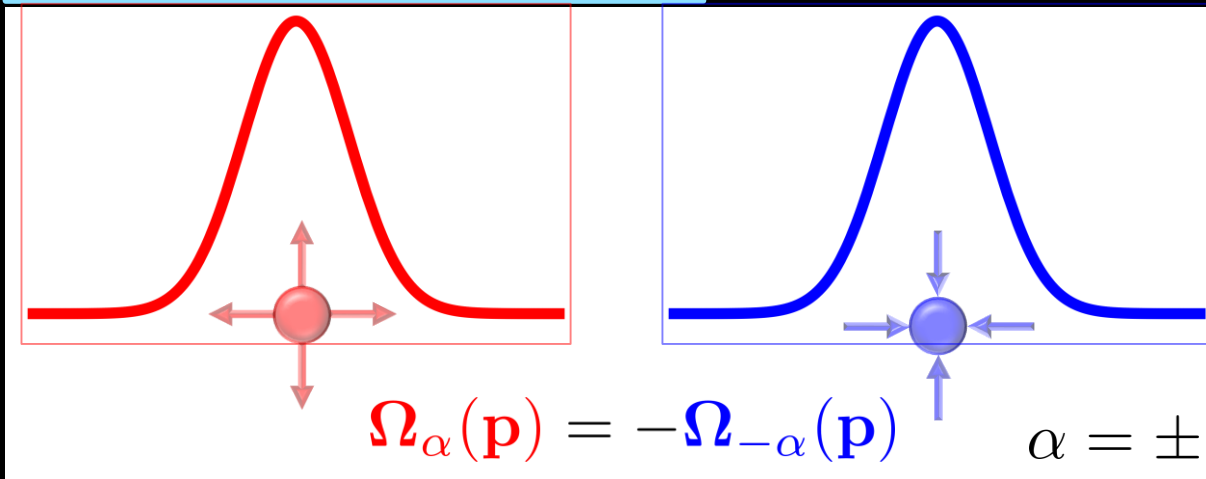 Ω_α(p) = −Ω_{−α}(p) α = ±